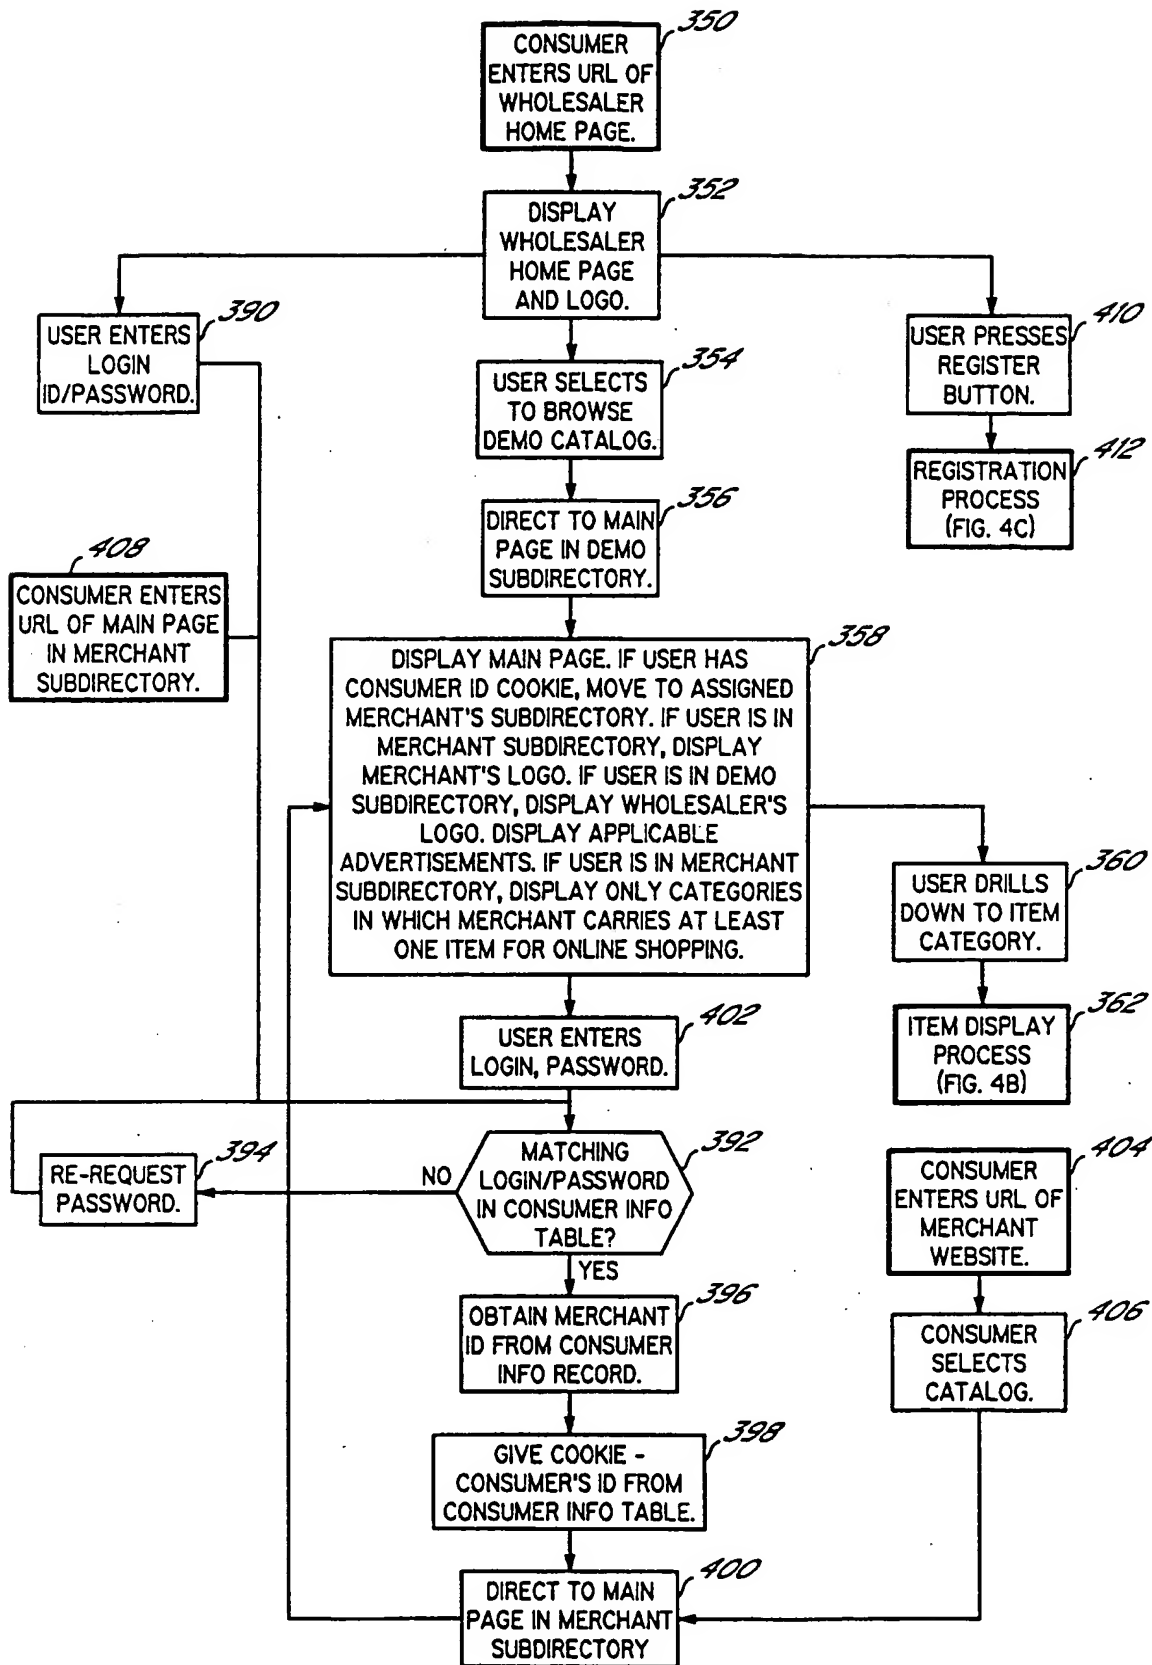 350
CONSUMER
ENTERS URL OF
WHOLESALER
HOME PAGE.
352
DISPLAY
WHOLESALER
HOME PAGE
AND LOGO.
390
USER ENTERS
LOGIN
ID/PASSWORD.
354
USER SELECTS
TO BROWSE
DEMO CATALOG.
410
USER PRESSES
REGISTER
BUTTON.
412
REGISTRATION
PROCESS
(FIG. 4C)
356
DIRECT TO MAIN
PAGE IN DEMO
SUBDIRECTORY.
408
CONSUMER ENTERS
URL OF MAIN PAGE
IN MERCHANT
SUBDIRECTORY.
358
DISPLAY MAIN PAGE. IF USER HAS
CONSUMER ID COOKIE, MOVE TO ASSIGNED
MERCHANT'S SUBDIRECTORY. IF USER IS IN
MERCHANT SUBDIRECTORY, DISPLAY
MERCHANT'S LOGO. IF USER IS IN DEMO
SUBDIRECTORY, DISPLAY WHOLESALER'S
LOGO. DISPLAY APPLICABLE
ADVERTISEMENTS. IF USER IS IN MERCHANT
SUBDIRECTORY, DISPLAY ONLY CATEGORIES
IN WHICH MERCHANT CARRIES AT LEAST
ONE ITEM FOR ONLINE SHOPPING.
360
USER DRILLS
DOWN TO ITEM
CATEGORY.
362
ITEM DISPLAY
PROCESS
(FIG. 4B)
402
USER ENTERS
LOGIN, PASSWORD.
392
MATCHING
LOGIN/PASSWORD
IN CONSUMER INFO
TABLE?
NO
394
RE-REQUEST
PASSWORD.
YES
404
CONSUMER
ENTERS URL OF
MERCHANT
WEBSITE.
396
OBTAIN MERCHANT
ID FROM CONSUMER
INFO RECORD.
406
CONSUMER
SELECTS
CATALOG.
398
GIVE COOKIE -
CONSUMER'S ID FROM
CONSUMER INFO TABLE.
400
DIRECT TO MAIN
PAGE IN MERCHANT
SUBDIRECTORY